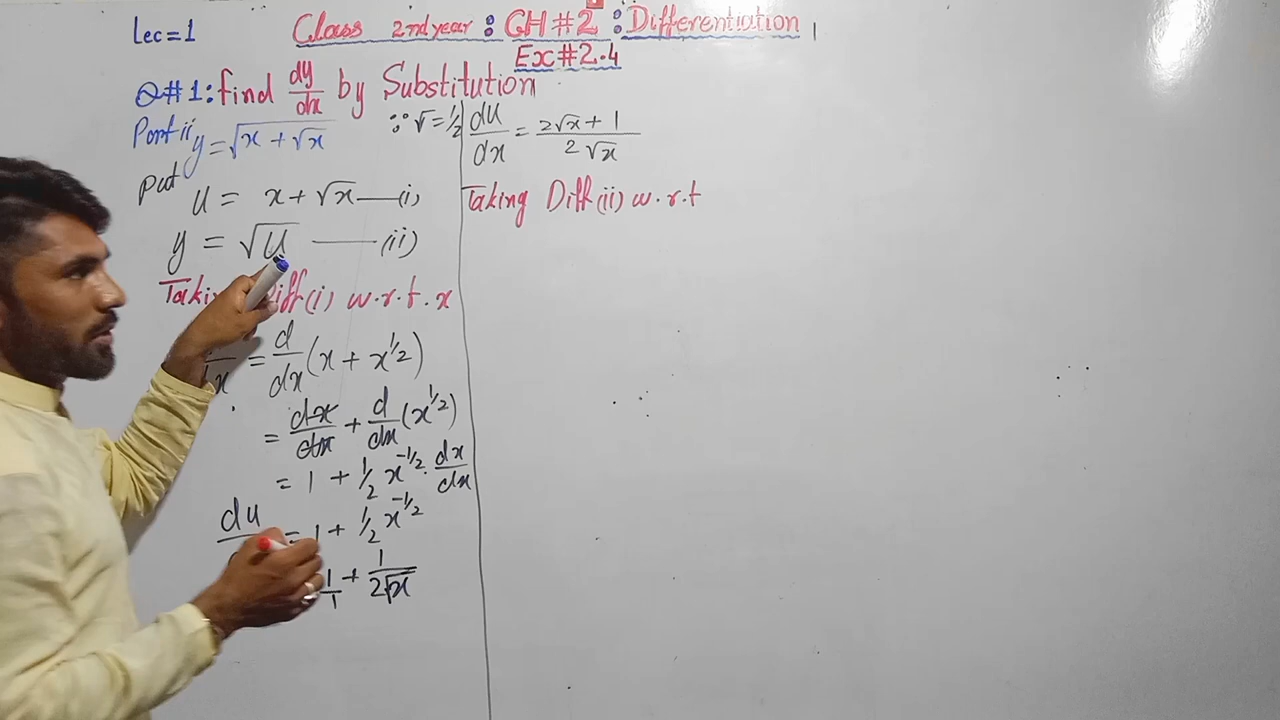 Lec=1
Class 2nd year : CH#2 : Differentiation
Ex#2.4
Q#1: find dy/dx by Substitution
Part ii y = √(x + √x)
∵ √ = 1/2
Put
u = x + √x — (i)
y = √u — (ii)
Diff (i) w.r.t. x
= d/dx (x + x^1/2)
= dx/dx + d/dx (x^1/2)
= 1 + 1/2 x^-1/2 . dx/dx
du = 1 + 1/2 x^-1/2
1/1 + 1/2√x
du/dx = 2√x + 1 / 2√x
Taking Diff (ii) w.r.t